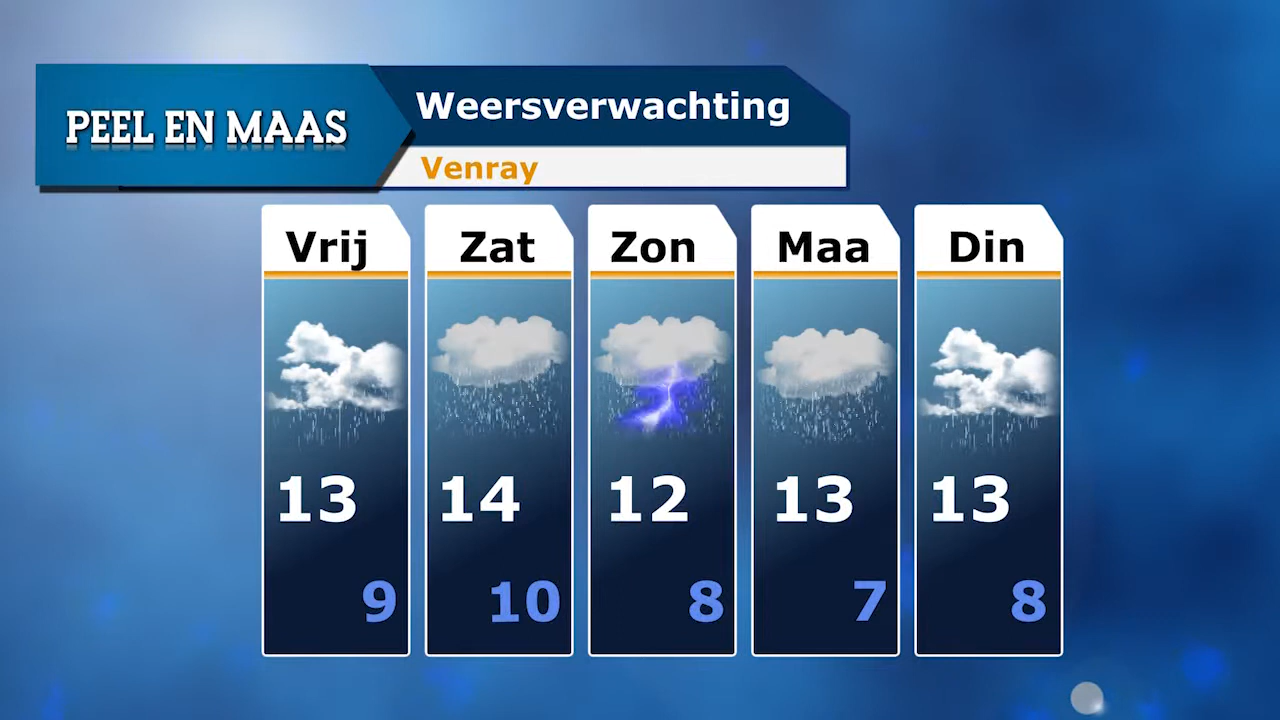 PEEL EN MAAS
Weersverwachting
Venray
Vrij Zat Zon Maa Din
13 14 12 13 13
9 10 8 7 8